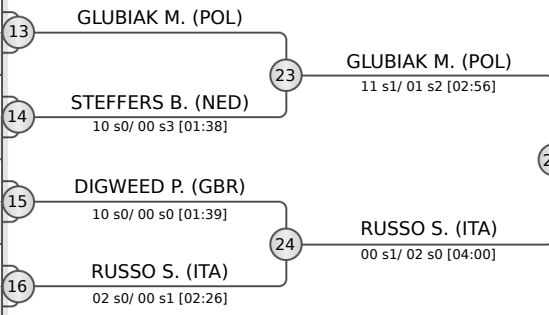 GLUBIAK M. (POL)
13
23
GLUBIAK M. (POL)
11 s1/ 01 s2 [02:56]
STEFFERS B. (NED)
14
10 s0/ 00 s3 [01:38]
DIGWEED P. (GBR)
15
10 s0/ 00 s0 [01:39]
24
RUSSO S. (ITA)
00 s1/ 02 s0 [04:00]
RUSSO S. (ITA)
16
02 s0/ 00 s1 [02:26]